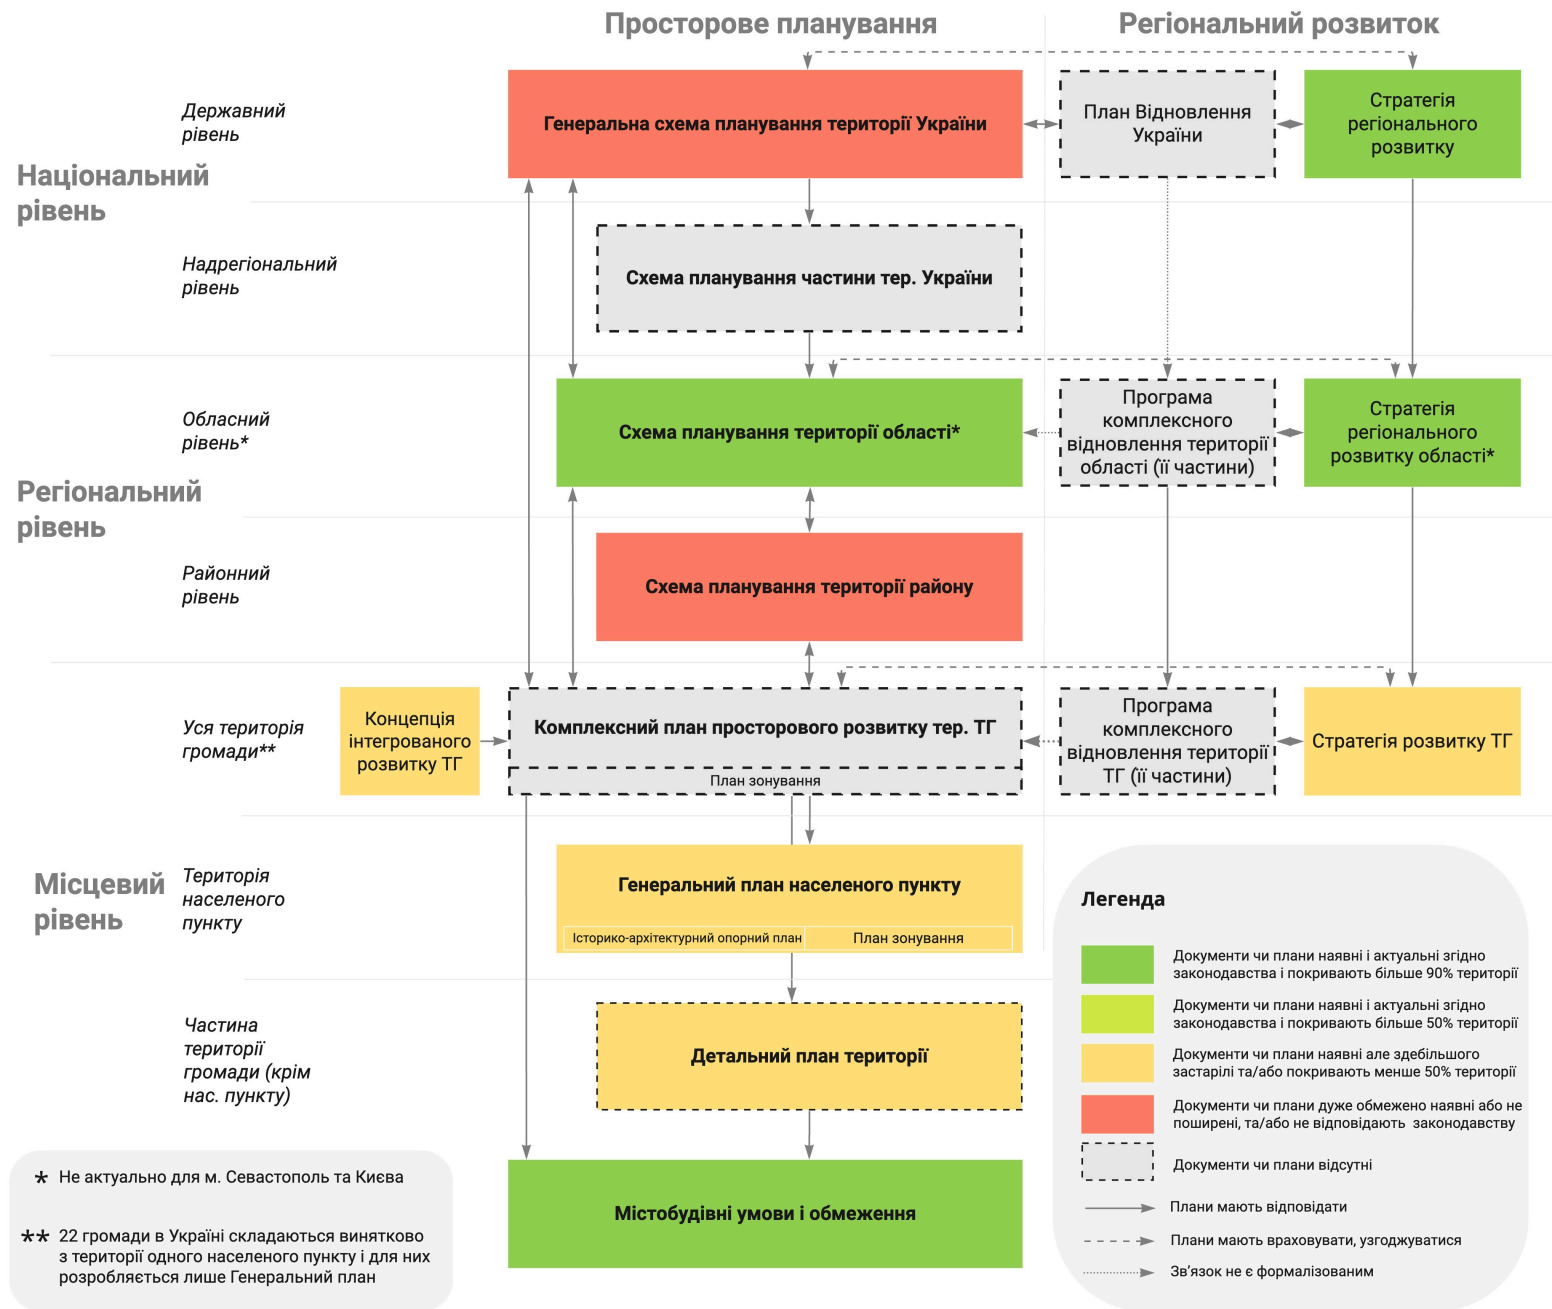 Просторове планування
Регіональний розвиток
Національний
рівень
Державний
рівень
Генеральна схема планування території України
План Відновлення
України
Стратегія
регіонального
розвитку
Надрегіональний
рівень
Схема планування частини тер. України
Регіональний
рівень
Обласний
рівень*
Схема планування території області*
Програма
комплексного
відновлення території
області (її частини)
Стратегія
регіонального
розвитку області*
Районний
рівень
Схема планування території району
Місцевий
рівень
Уся територія
громади**
Концепція
інтегрованого
розвитку ТГ
Комплексний план просторового розвитку тер. ТГ
План зонування
Програма
комплексного
відновлення території
ТГ (її частини)
Стратегія розвитку ТГ
Територія
населеного
пункту
Генеральний план населеного пункту
Історико-архітектурний опорний план
План зонування
Частина
території
громади (крім
нас. пункту)
Детальний план території
Містобудівні умови і обмеження
* Не актуально для м. Севастополь та Києва
** 22 громади в Україні складаються винятково
з території одного населеного пункту і для них
розробляється лише Генеральний план
Легенда
Документи чи плани наявні і актуальні згідно
законодавства і покривають більше 90% території
Документи чи плани наявні і актуальні згідно
законодавства і покривають більше 50% території
Документи чи плани наявні але здебільшого
застарілі та/або покривають менше 50% території
Документи чи плани дуже обмежено наявні або не
поширені, та/або не відповідають законодавству
Документи чи плани відсутні
Плани мають відповідати
Плани мають враховувати, узгоджуватися
Зв'язок не є формалізованим